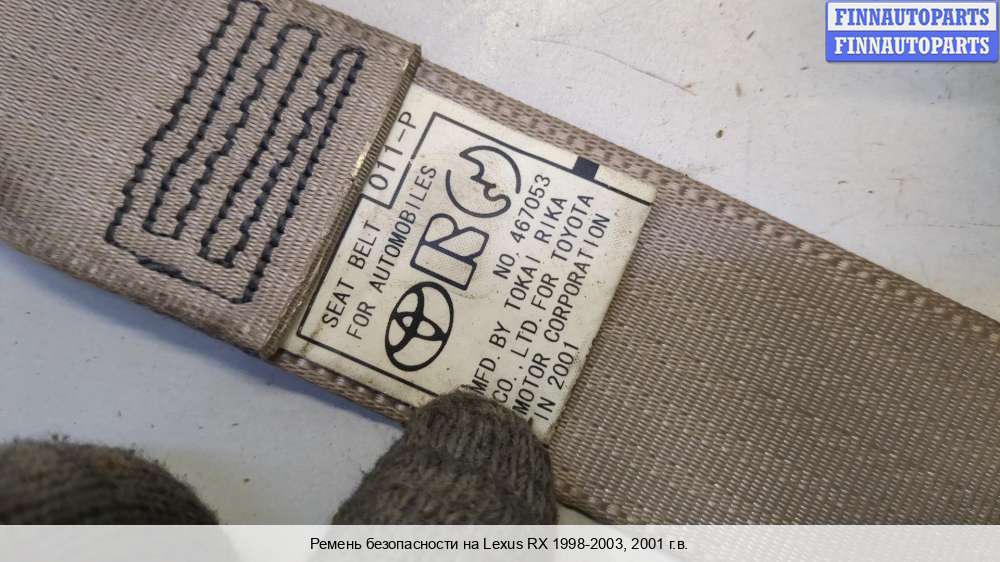 FINNAUTOPARTS
FINNAUTOPARTS
011-P
SEAT BELT
FOR AUTOMOBILES
NO. 467053
MFD. BY TOKAI RIKA
CO., LTD. FOR TOYOTA
MOTOR CORPORATION
IN 2001
Ремень безопасности на Lexus RX 1998-2003, 2001 г.в.